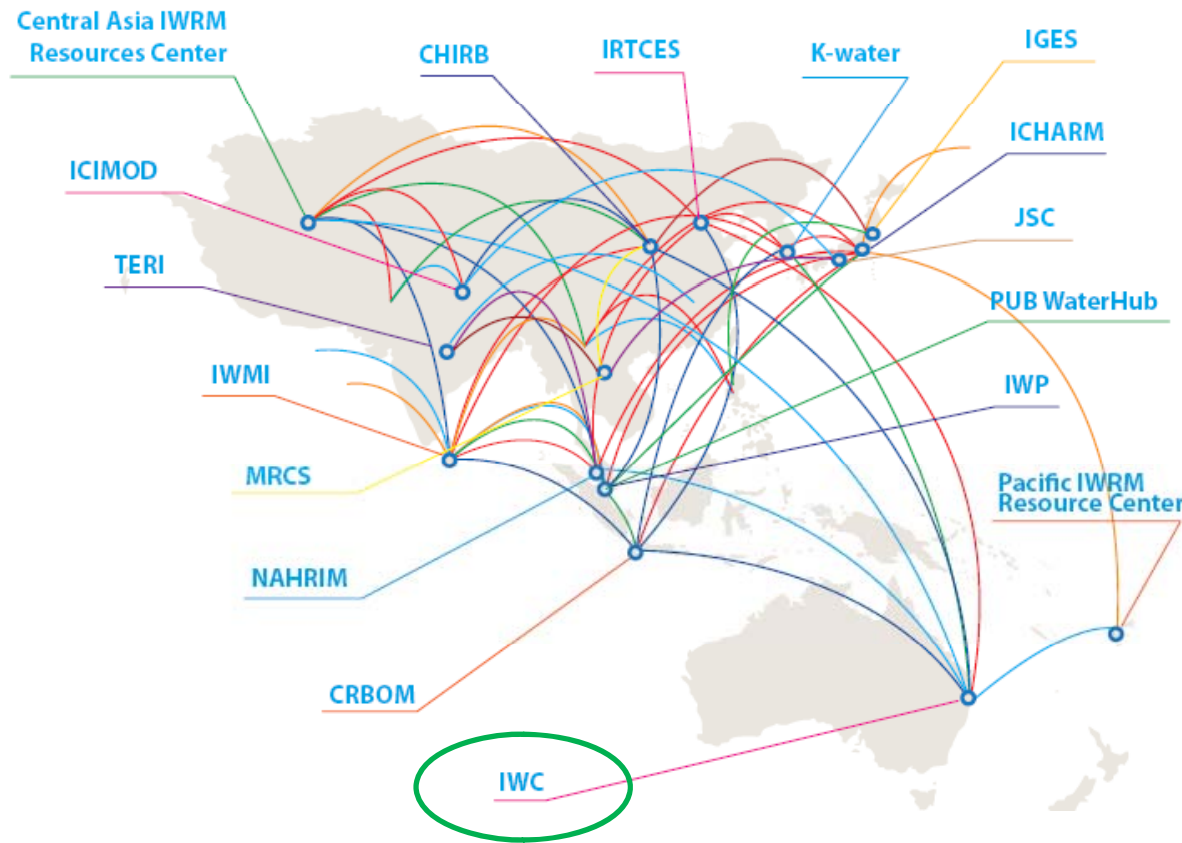 Central Asia IWRM
Resources Center
CHIRB
IRTCES
K-water
IGES
ICHARM
ICIMOD
JSC
TERI
PUB WaterHub
IWMI
IWP
MRCS
Pacific IWRM
Resource Center
NAHRIM
CRBOM
IWC